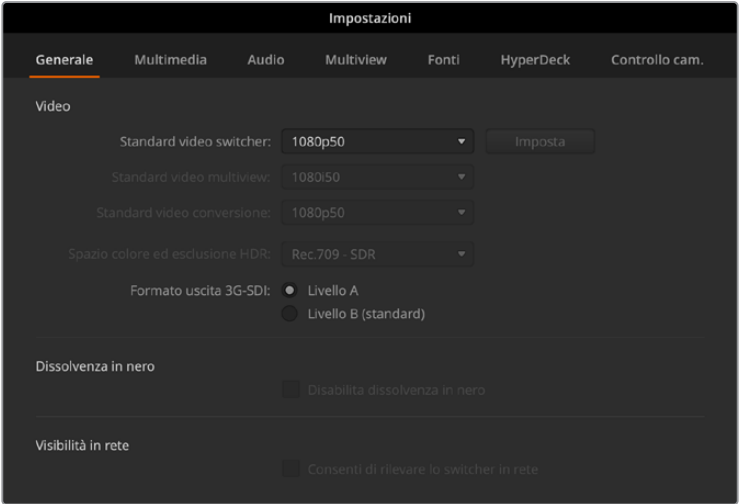 Impostazioni
Generale Multimedia Audio Multiview Fonti HyperDeck Controllo cam.
Video
Standard video switcher: 1080p50 Imposta
Standard video multiview: 1080i50
Standard video conversione: 1080p50
Spazio colore ed esclusione HDR: Rec.709 - SDR
Formato uscita 3G-SDI: Livello A
Livello B (standard)
Dissolvenza in nero
Disabilita dissolvenza in nero
Visibilità in rete
Consenti di rilevare lo switcher in rete